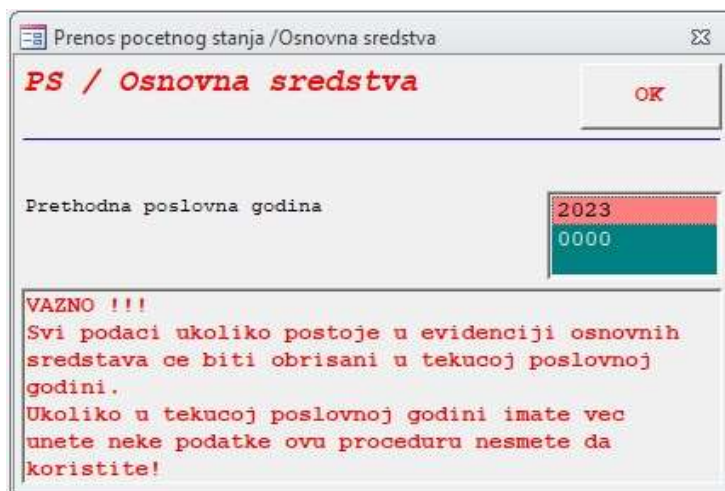 Prenos pocetnog stanja /Osnovna sredstva
PS / Osnovna sredstva
OK
Prethodna poslovna godina
2023
0000
VAZNO !!!
Svi podaci ukoliko postoje u evidenciji osnovnih
sredstava ce biti obrisani u tekucoj poslovnoj
godini.
Ukoliko u tekucoj poslovnoj godini imate vec
unete neke podatke ovu proceduru nesmete da
koristite!